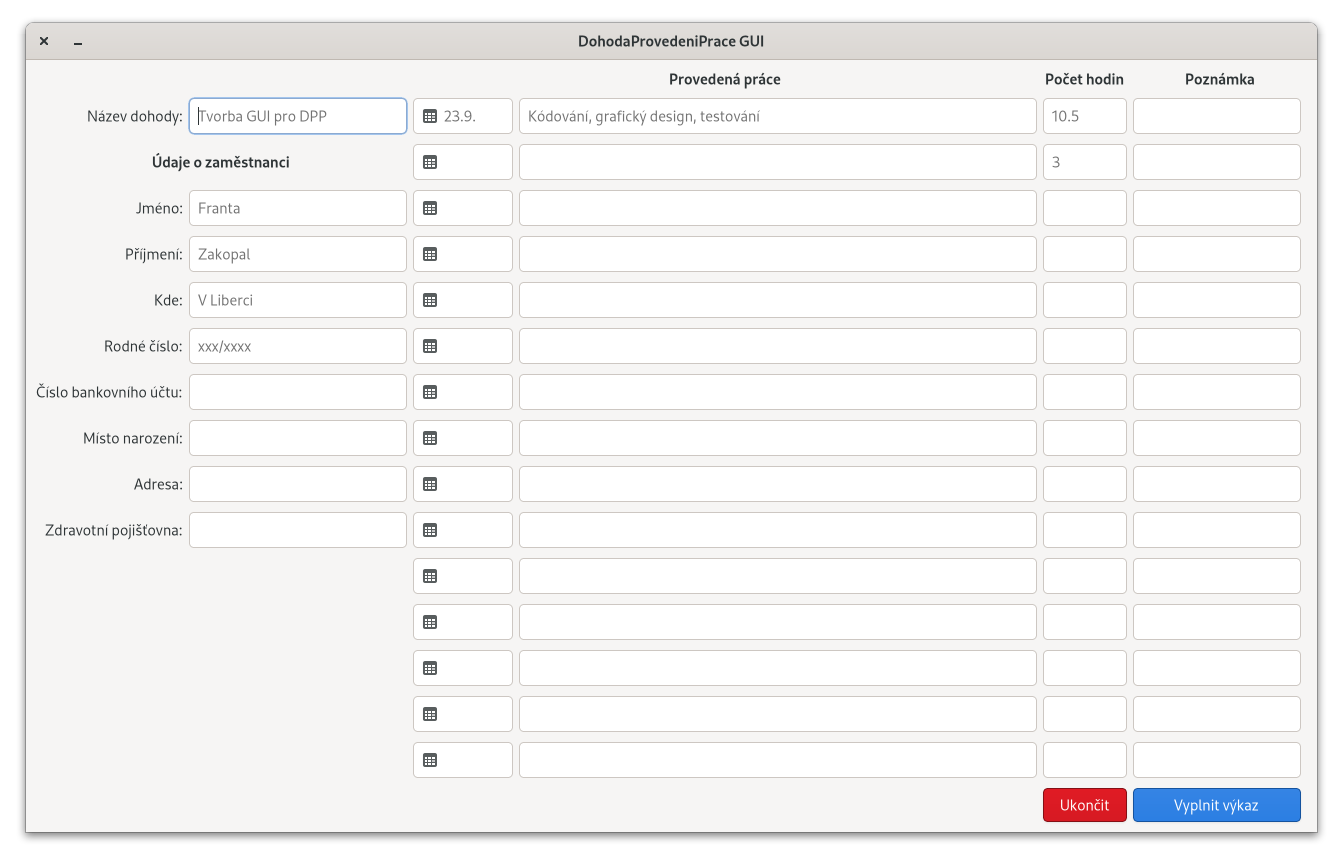 DohodaProvedeniPrace GUI
Provedená práce Počet hodin Poznámka
Název dohody: Tvorba GUI pro DPP 23.9. Kódování, grafický design, testování 10.5
Údaje o zaměstnanci 3
Jméno: Franta
Příjmení: Zakopal
Kde: V Liberci
Rodné číslo: xxx/xxxx
Číslo bankovního účtu:
Místo narození:
Adresa:
Zdravotní pojišťovna:
Ukončit Vyplnit výkaz